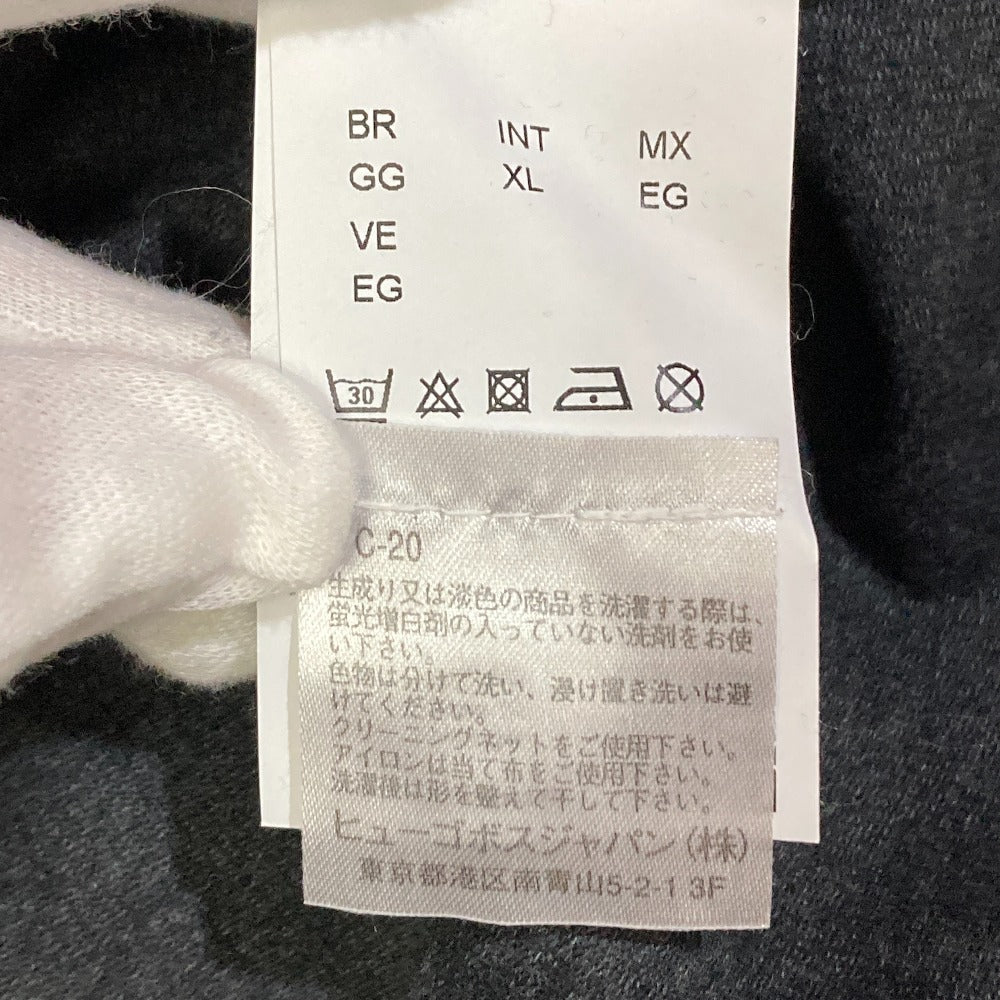 BR INT MX
GG XL EG
VE
EG
30
C-20
生成り又は淡色の商品を洗濯する際は、
蛍光増白剤の入っていない洗剤をお使
い下さい。
色物は分けて洗い、浸け置き洗いは避
けてください。
クリーニングネットをご使用下さい。
アイロンは当て布をご使用下さい。
洗濯後は形を整えて干して下さい。
ヒューゴボスジャパン(株)
東京都港区南青山5-2-1 3F